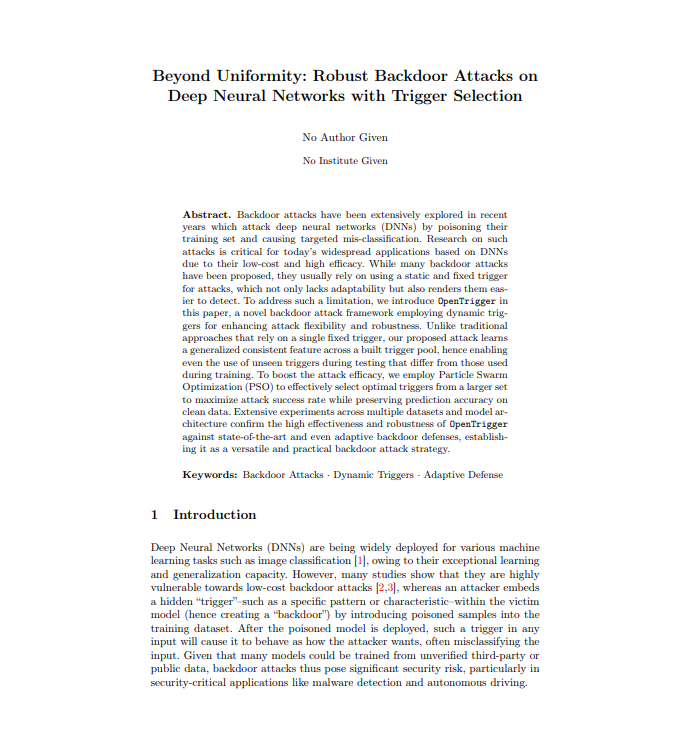 Beyond Uniformity: Robust Backdoor Attacks on
Deep Neural Networks with Trigger Selection
No Author Given
No Institute Given
Abstract. Backdoor attacks have been extensively explored in recent
years which attack deep neural networks (DNNs) by poisoning their
training set and causing targeted mis-classification. Research on such
attacks is critical for today's widespread applications based on DNNs
due to their low-cost and high efficacy. While many backdoor attacks
have been proposed, they usually rely on using a static and fixed trigger
for attacks, which not only lacks adaptability but also renders them eas-
ier to detect. To address such a limitation, we introduce OpenTrigger in
this paper, a novel backdoor attack framework employing dynamic trig-
gers for enhancing attack flexibility and robustness. Unlike traditional
approaches that rely on a single fixed trigger, our proposed attack learns
a generalized consistent feature across a built trigger pool, hence enabling
even the use of unseen triggers during testing that differ from those used
during training. To boost the attack efficacy, we employ Particle Swarm
Optimization (PSO) to effectively select optimal triggers from a larger set
to maximize attack success rate while preserving prediction accuracy on
clean data. Extensive experiments across multiple datasets and model ar-
chitecture confirm the high effectiveness and robustness of OpenTrigger
against state-of-the-art and even adaptive backdoor defenses, establish-
ing it as a versatile and practical backdoor attack strategy.
Keywords: Backdoor Attacks · Dynamic Triggers · Adaptive Defense
1 Introduction
Deep Neural Networks (DNNs) are being widely deployed for various machine
learning tasks such as image classification [1], owing to their exceptional learning
and generalization capacity. However, many studies show that they are highly
vulnerable towards low-cost backdoor attacks [2,3], whereas an attacker embeds
a hidden “trigger”–such as a specific pattern or characteristic–within the victim
model (hence creating a “backdoor”) by introducing poisoned samples into the
training dataset. After the poisoned model is deployed, such a trigger in any
input will cause it to behave as how the attacker wants, often misclassifying the
input. Given that many models could be trained from unverified third-party or
public data, backdoor attacks thus pose significant security risk, particularly in
security-critical applications like malware detection and autonomous driving.